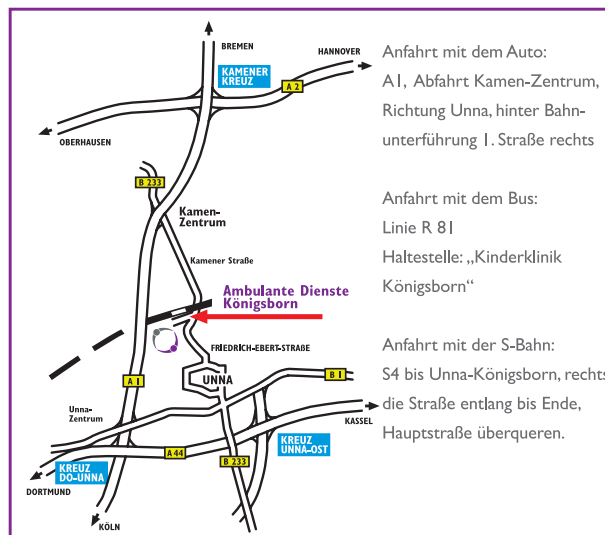 BREMEN
HANNOVER
KAMENER
KREUZ
A 2
OBERHAUSEN
B 233
Kamen-
Zentrum
Kamener Straße
Ambulante Dienste
Königsborn
FRIEDRICH-EBERT-STRAßE
UNNA
A 1
B 1
Unna-
Zentrum
KASSEL
A 44
KREUZ
UNNA-OST
KREUZ
DO-UNNA
B 233
DORTMUND
KÖLN
Anfahrt mit dem Auto:
A1, Abfahrt Kamen-Zentrum,
Richtung Unna, hinter Bahn-
unterführung 1. Straße rechts
Anfahrt mit dem Bus:
Linie R 81
Haltestelle: „Kinderklinik
Königsborn“
Anfahrt mit der S-Bahn:
S4 bis Unna-Königsborn, rechts
die Straße entlang bis Ende,
Hauptstraße überqueren.